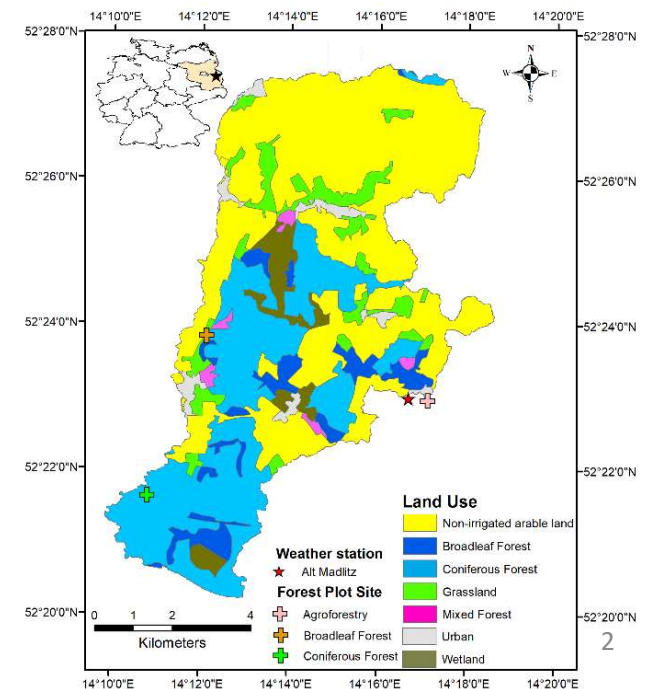 14°10'0"E 14°12'0"E 14°14'0"E 14°16'0"E 14°18'0"E 14°20'0"E
52°28'0"N 52°28'0"N
N
W E
S
52°26'0"N 52°26'0"N
52°24'0"N 52°24'0"N
52°22'0"N 52°22'0"N
Land Use
Non-irrigated arable land
Broadleaf Forest
Coniferous Forest
Grassland
Mixed Forest
Urban
Wetland
Weather station
Alt Madlitz
Forest Plot Site
Agroforestry
Broadleaf Forest
Coniferous Forest
52°20'0"N 52°20'0"N
0 1 2 4
Kilometers
2
14°10'0"E 14°12'0"E 14°14'0"E 14°16'0"E 14°18'0"E 14°20'0"E